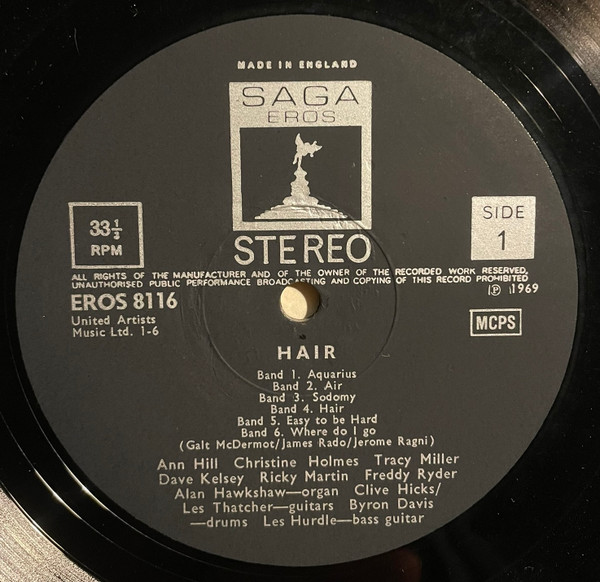 MADE IN ENGLAND
SAGA
EROS
33⅓
RPM
STEREO
SIDE
1
ALL RIGHTS OF THE MANUFACTURER AND OF THE OWNER OF THE RECORDED WORK RESERVED,
UNAUTHORISED PUBLIC PERFORMANCE BROADCASTING AND COPYING OF THIS RECORD PROHIBITED
EROS 8116
℗ 1969
United Artists
Music Ltd. 1-6
MCPS
HAIR
Band 1. Aquarius
Band 2. Air
Band 3. Sodomy
Band 4. Hair
Band 5. Easy to be Hard
Band 6. Where do I go
(Galt McDermot/James Rado/Jerome Ragni)
Ann Hill Christine Holmes Tracy Miller
Dave Kelsey Ricky Martin Freddy Ryder
Alan Hawkshaw—organ Clive Hicks/
Les Thatcher—guitars Byron Davis
—drums Les Hurdle—bass guitar